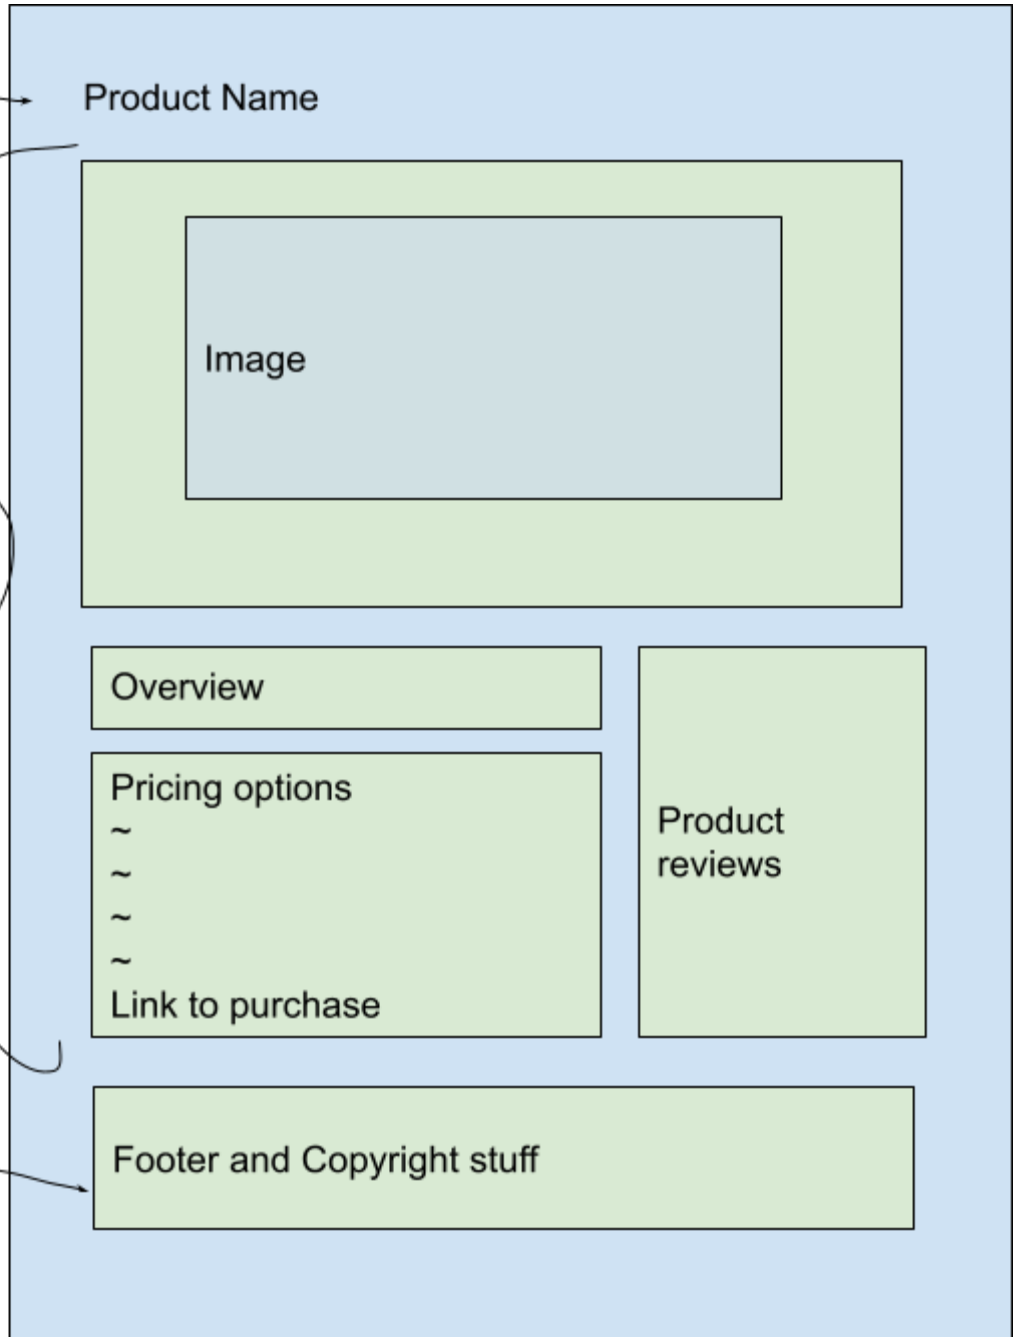 Product Name
Image
Overview
Pricing options
~
~
~
~
Link to purchase
Product
reviews
Footer and Copyright stuff